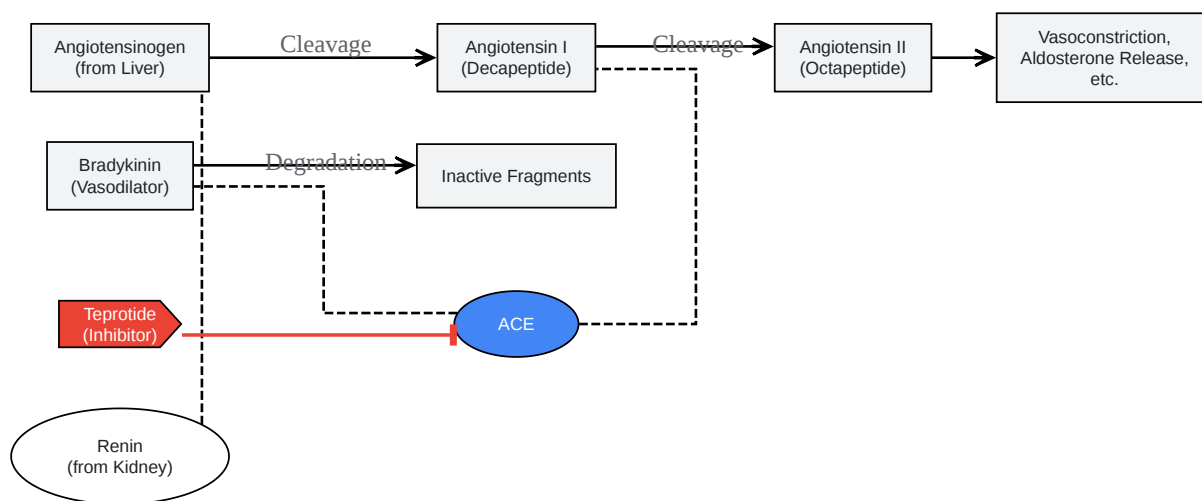 Angiotensinogen
(from Liver)
Cleavage
Angiotensin I
(Decapeptide)
Cleavage
Angiotensin II
(Octapeptide)
Vasoconstriction,
Aldosterone Release,
etc.
Bradykinin
(Vasodilator)
Degradation
Inactive Fragments
Teprotide
(Inhibitor)
ACE
Renin
(from Kidney)